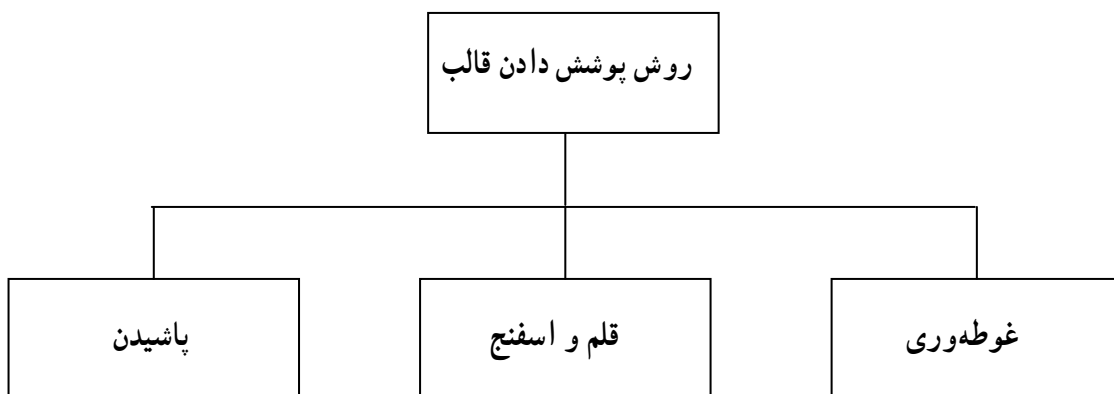 روش پوشش دادن قالب
غوطه‌وری
قلم و اسفنج
پاشیدن